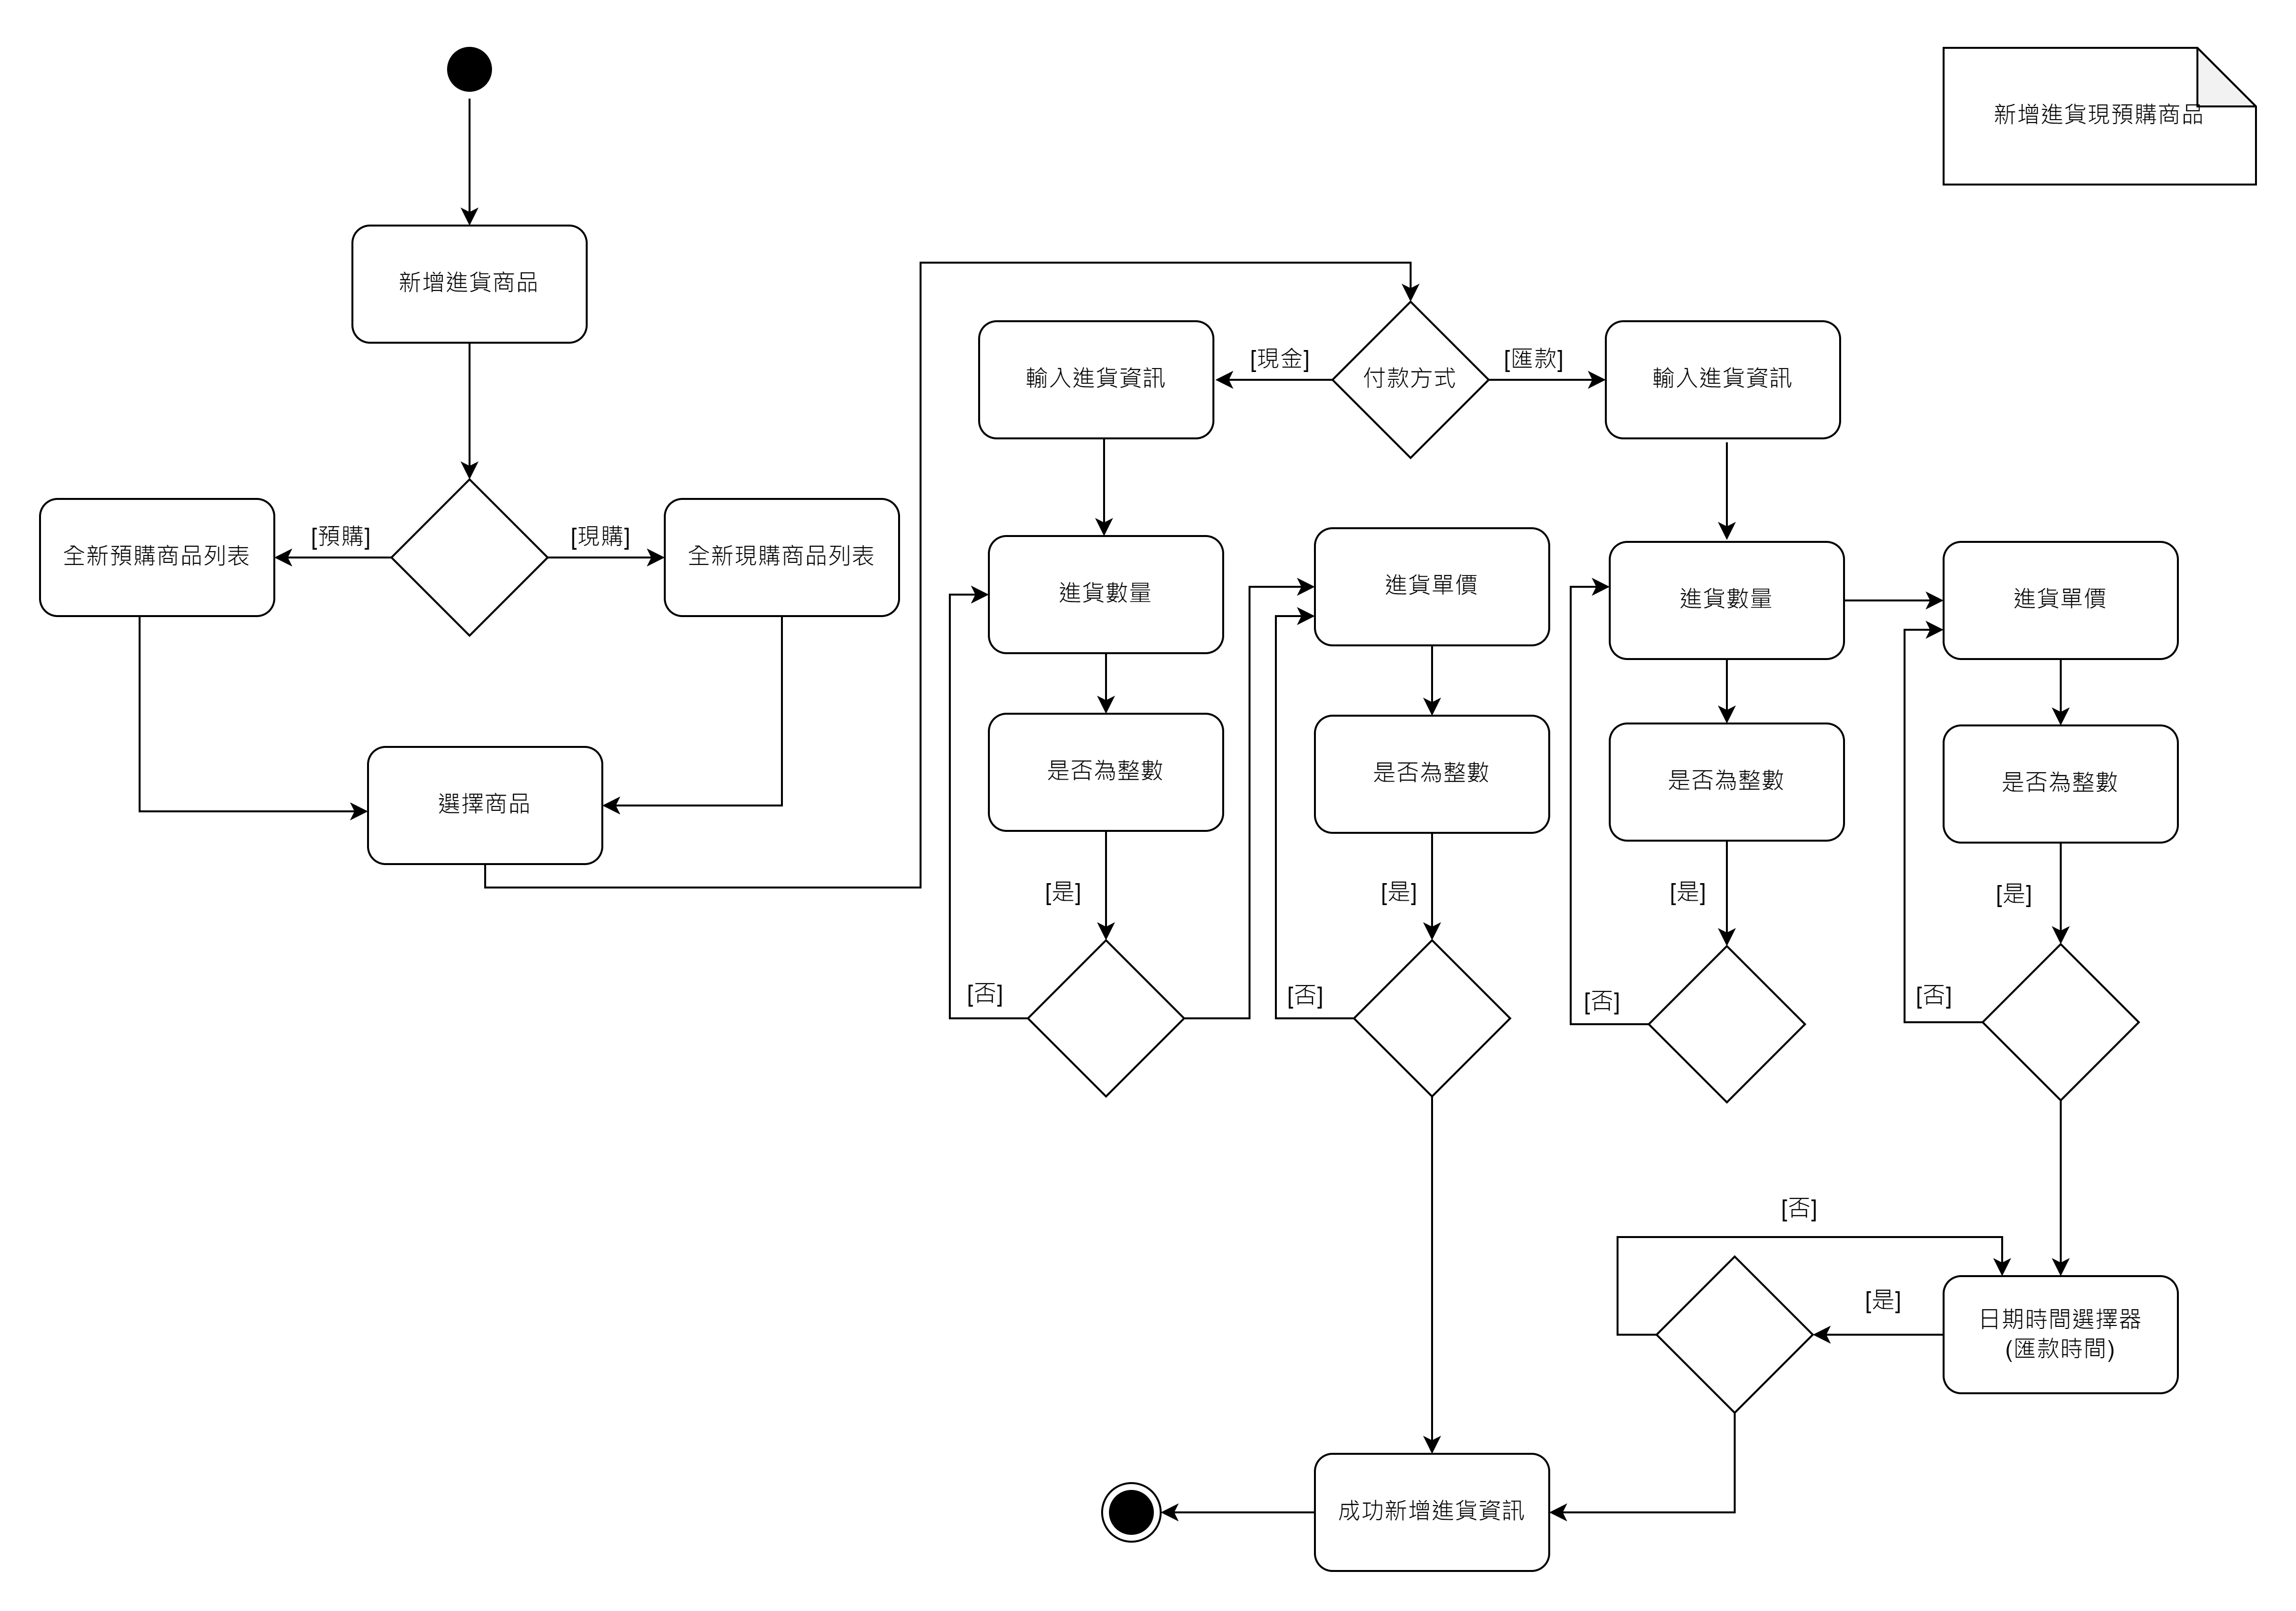 新增進貨現預購商品
新增進貨商品
[預購]
[現購]
全新預購商品列表
全新現購商品列表
選擇商品
付款方式
[現金]
[匯款]
輸入進貨資訊
輸入進貨資訊
進貨數量
進貨單價
進貨數量
進貨單價
是否為整數
是否為整數
是否為整數
是否為整數
[是]
[是]
[是]
[是]
[否]
[否]
[否]
[否]
[否]
[是]
日期時間選擇器
(匯款時間)
成功新增進貨資訊